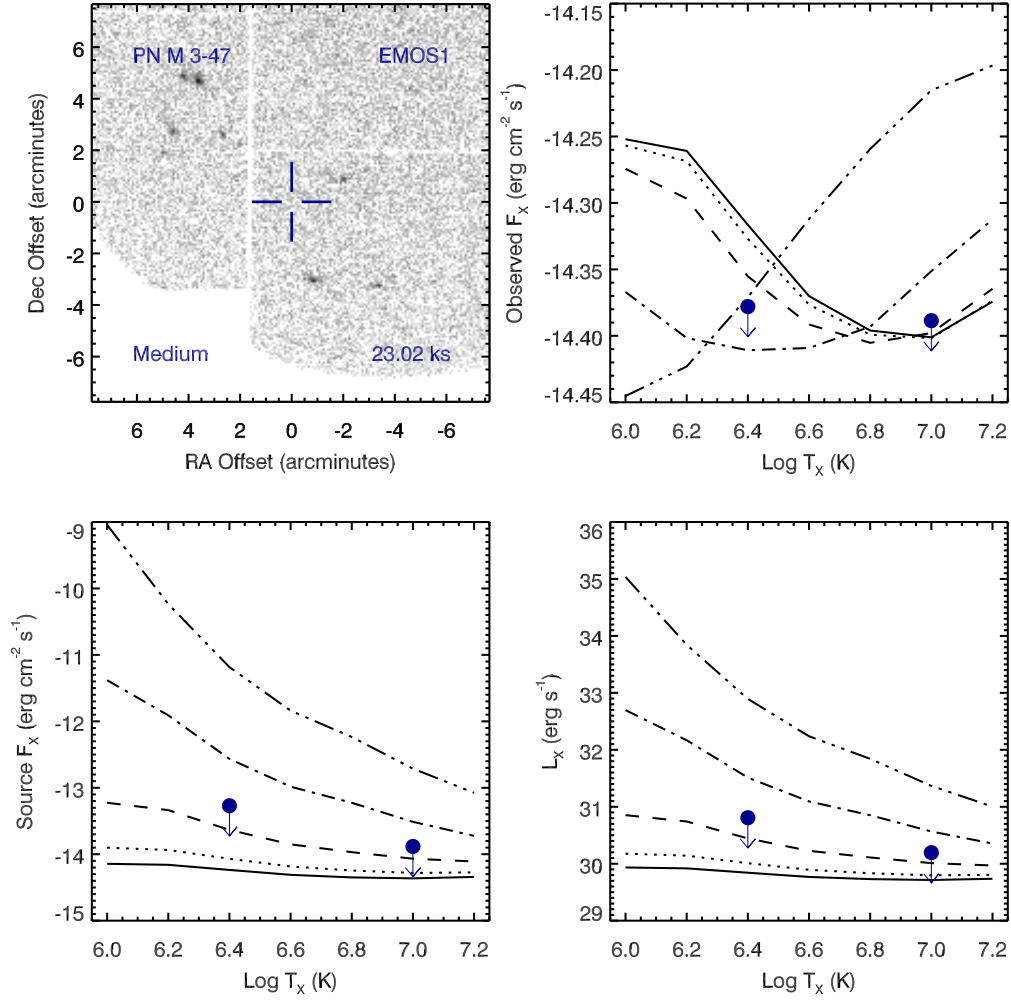 PN M 3-47
EMOS1
Medium
23.02 ks
6
4
2
0
-2
-4
-6
Dec Offset (arcminutes)
6 4 2 0 -2 -4 -6
RA Offset (arcminutes)
-14.15
-14.20
-14.25
-14.30
-14.35
-14.40
-14.45
Observed Fₓ (erg cm⁻² s⁻¹)
6.0 6.2 6.4 6.6 6.8 7.0 7.2
Log Tₓ (K)
-9
-10
-11
-12
-13
-14
-15
Source Fₓ (erg cm⁻² s⁻¹)
6.0 6.2 6.4 6.6 6.8 7.0 7.2
Log Tₓ (K)
36
35
34
33
32
31
30
29
Lₓ (erg s⁻¹)
6.0 6.2 6.4 6.6 6.8 7.0 7.2
Log Tₓ (K)